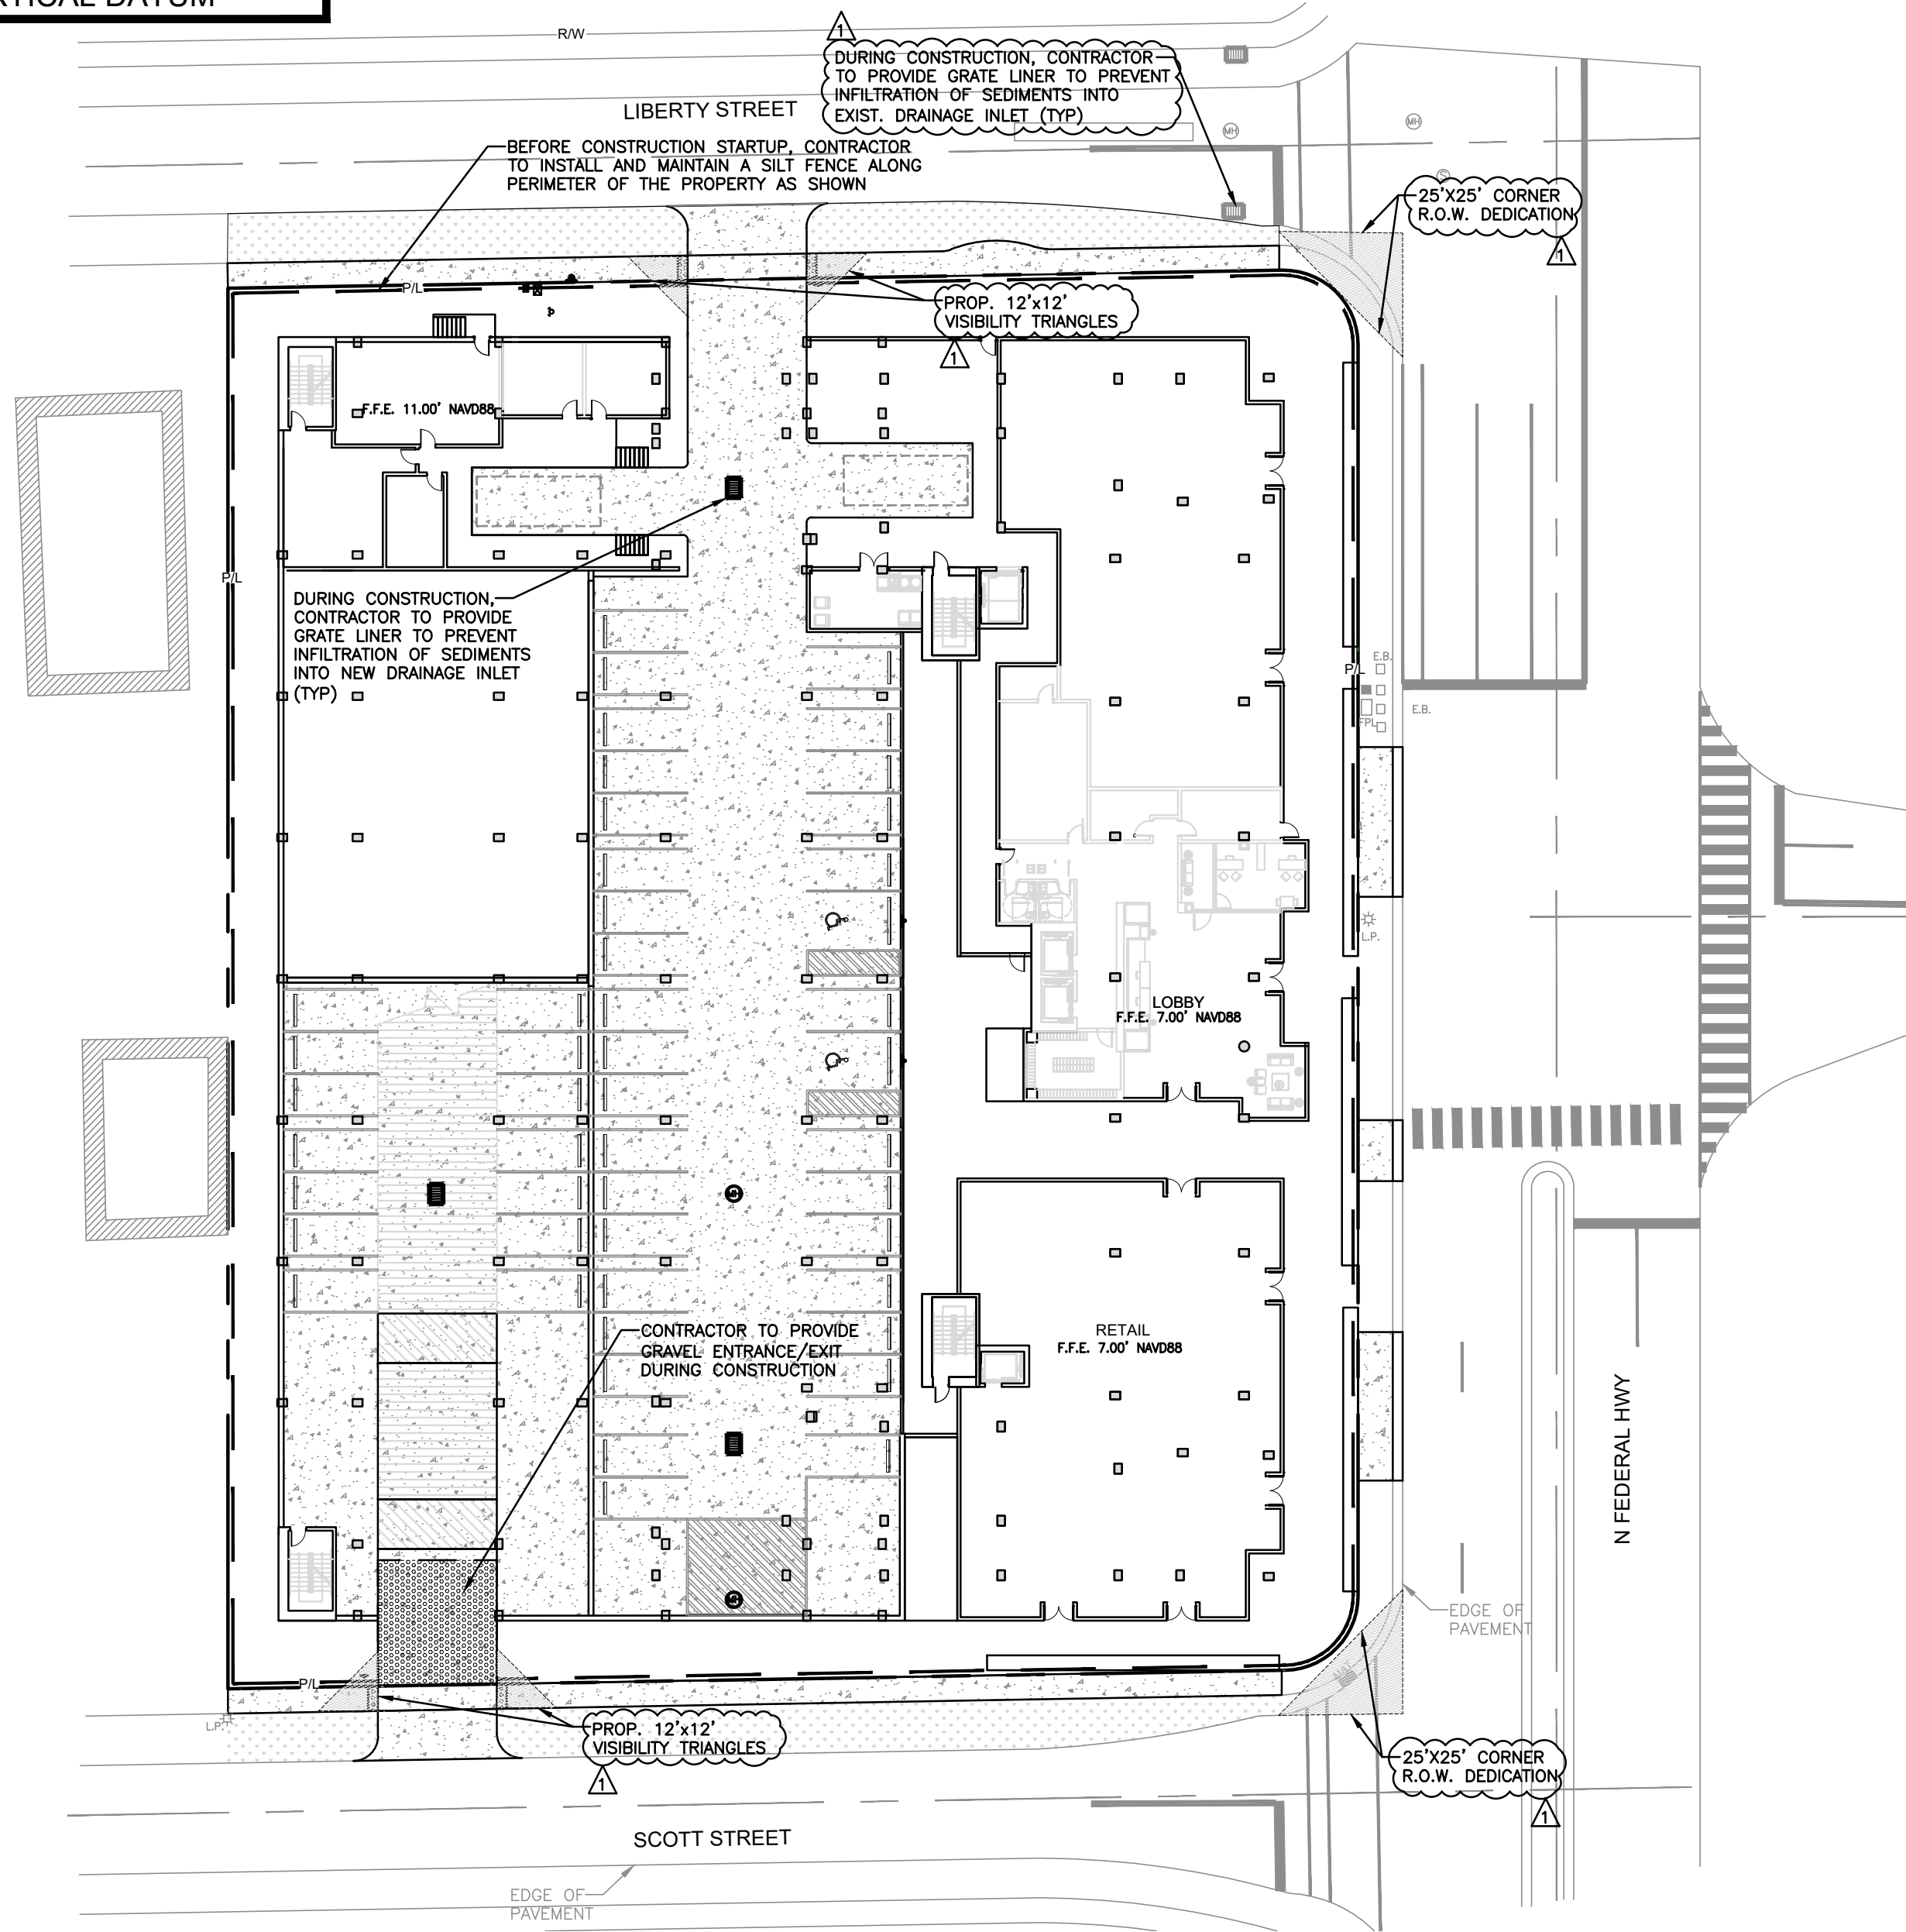 RTICAL DATUM
R/W
1
DURING CONSTRUCTION, CONTRACTOR
TO PROVIDE GRATE LINER TO PREVENT
INFILTRATION OF SEDIMENTS INTO
EXIST. DRAINAGE INLET (TYP)
LIBERTY STREET
MH
MH
BEFORE CONSTRUCTION STARTUP, CONTRACTOR
TO INSTALL AND MAINTAIN A SILT FENCE ALONG
PERIMETER OF THE PROPERTY AS SHOWN
S
25'X25' CORNER
R.O.W. DEDICATION
1
P/L
PROP. 12'x12'
VISIBILITY TRIANGLES
1
F.F.E. 11.00' NAVD88
P/L
DURING CONSTRUCTION,
CONTRACTOR TO PROVIDE
GRATE LINER TO PREVENT
INFILTRATION OF SEDIMENTS
INTO NEW DRAINAGE INLET
(TYP)
E.B.
P/L
E.B.
FPL
L.P.
LOBBY
F.F.E. 7.00' NAVD88
MH
RETAIL
F.F.E. 7.00' NAVD88
CONTRACTOR TO PROVIDE
GRAVEL ENTRANCE/EXIT
DURING CONSTRUCTION
N FEDERAL HWY
MH
EDGE OF
PAVEMENT
P/L
L.P.
PROP. 12'x12'
VISIBILITY TRIANGLES
1
25'X25' CORNER
R.O.W. DEDICATION
1
SCOTT STREET
EDGE OF
PAVEMENT